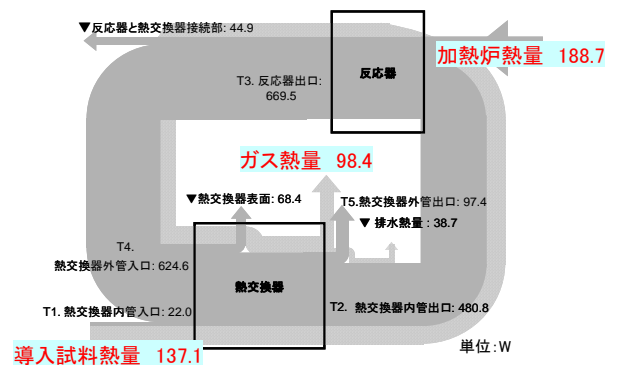 ▼反応器と熱交換器接続部: 44.9
加熱炉熱量 188.7
反応器
T3. 反応器出口:
669.5
ガス熱量 98.4
▼熱交換器表面: 68.4
T5.熱交換器外管出口: 97.4
▼ 排水熱量 : 38.7
T4.
熱交換器外管入口: 624.6
熱交換器
T1. 熱交換器内管入口: 22.0
T2. 熱交換器内管出口: 480.8
導入試料熱量 137.1
単位:W